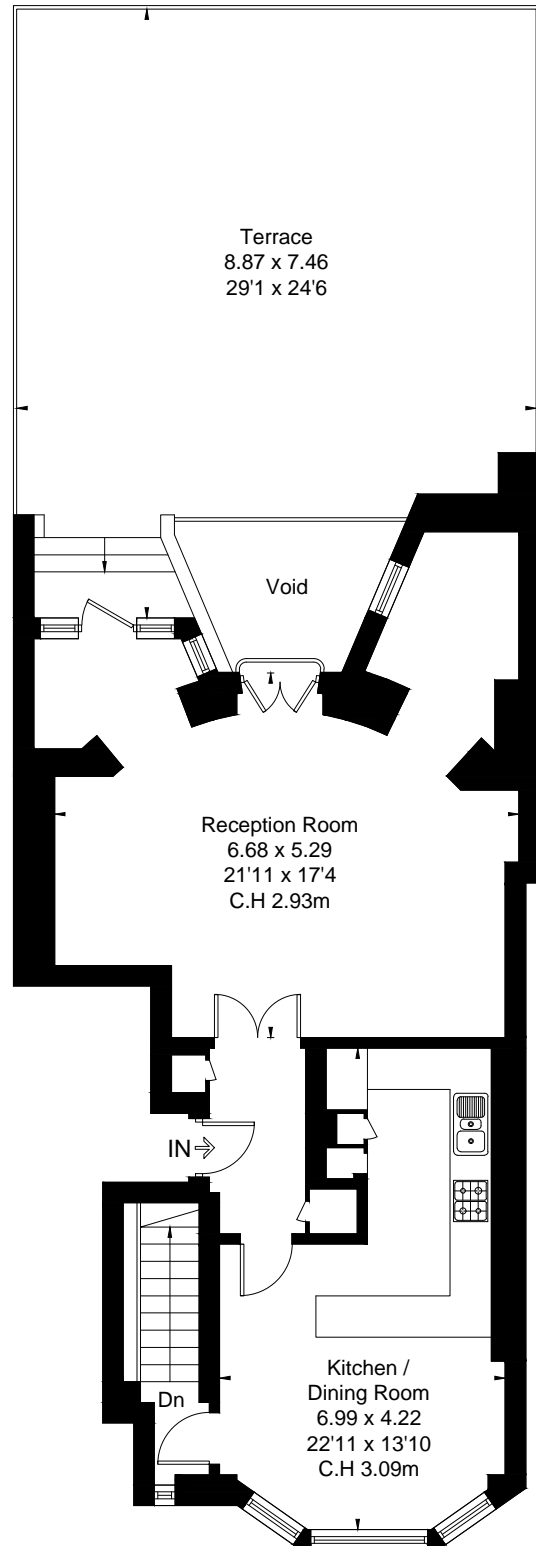 Terrace
8.87 x 7.46
29'1 x 24'6
Void
Reception Room
6.68 x 5.29
21'11 x 17'4
C.H 2.93m
IN
Kitchen /
Dining Room
6.99 x 4.22
22'11 x 13'10
C.H 3.09m
Dn